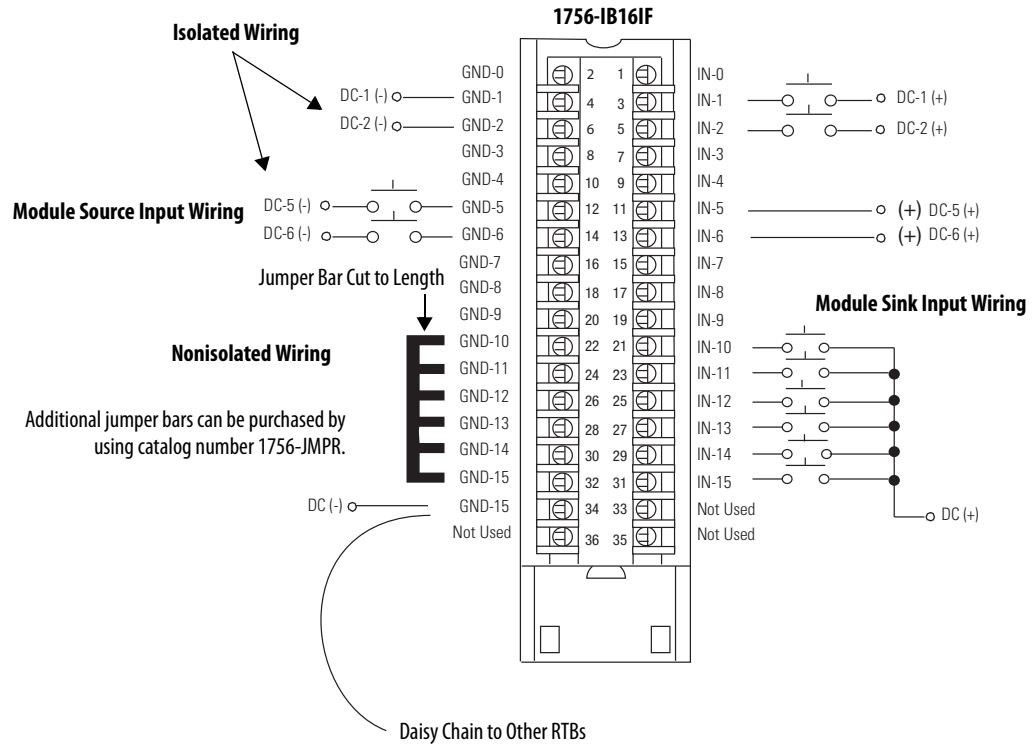 1756-IB16IF
Isolated Wiring
GND-0 2 1 IN-0
DC-1 (-) GND-1 4 3 IN-1 DC-1 (+)
DC-2 (-) GND-2 6 5 IN-2 DC-2 (+)
GND-3 8 7 IN-3
GND-4 10 9 IN-4
Module Source Input Wiring
DC-5 (-) GND-5 12 11 IN-5 (+) DC-5 (+)
DC-6 (-) GND-6 14 13 IN-6 (+) DC-6 (+)
GND-7 16 15 IN-7
Jumper Bar Cut to Length
GND-8 18 17 IN-8
Module Sink Input Wiring
GND-9 20 19 IN-9
GND-10 22 21 IN-10
Nonisolated Wiring
GND-11 24 23 IN-11
GND-12 26 25 IN-12
Additional jumper bars can be purchased by
using catalog number 1756-JMPR.
GND-13 28 27 IN-13
GND-14 30 29 IN-14
GND-15 32 31 IN-15
DC (-) GND-15 34 33 Not Used DC (+)
Not Used 36 35 Not Used
Daisy Chain to Other RTBs